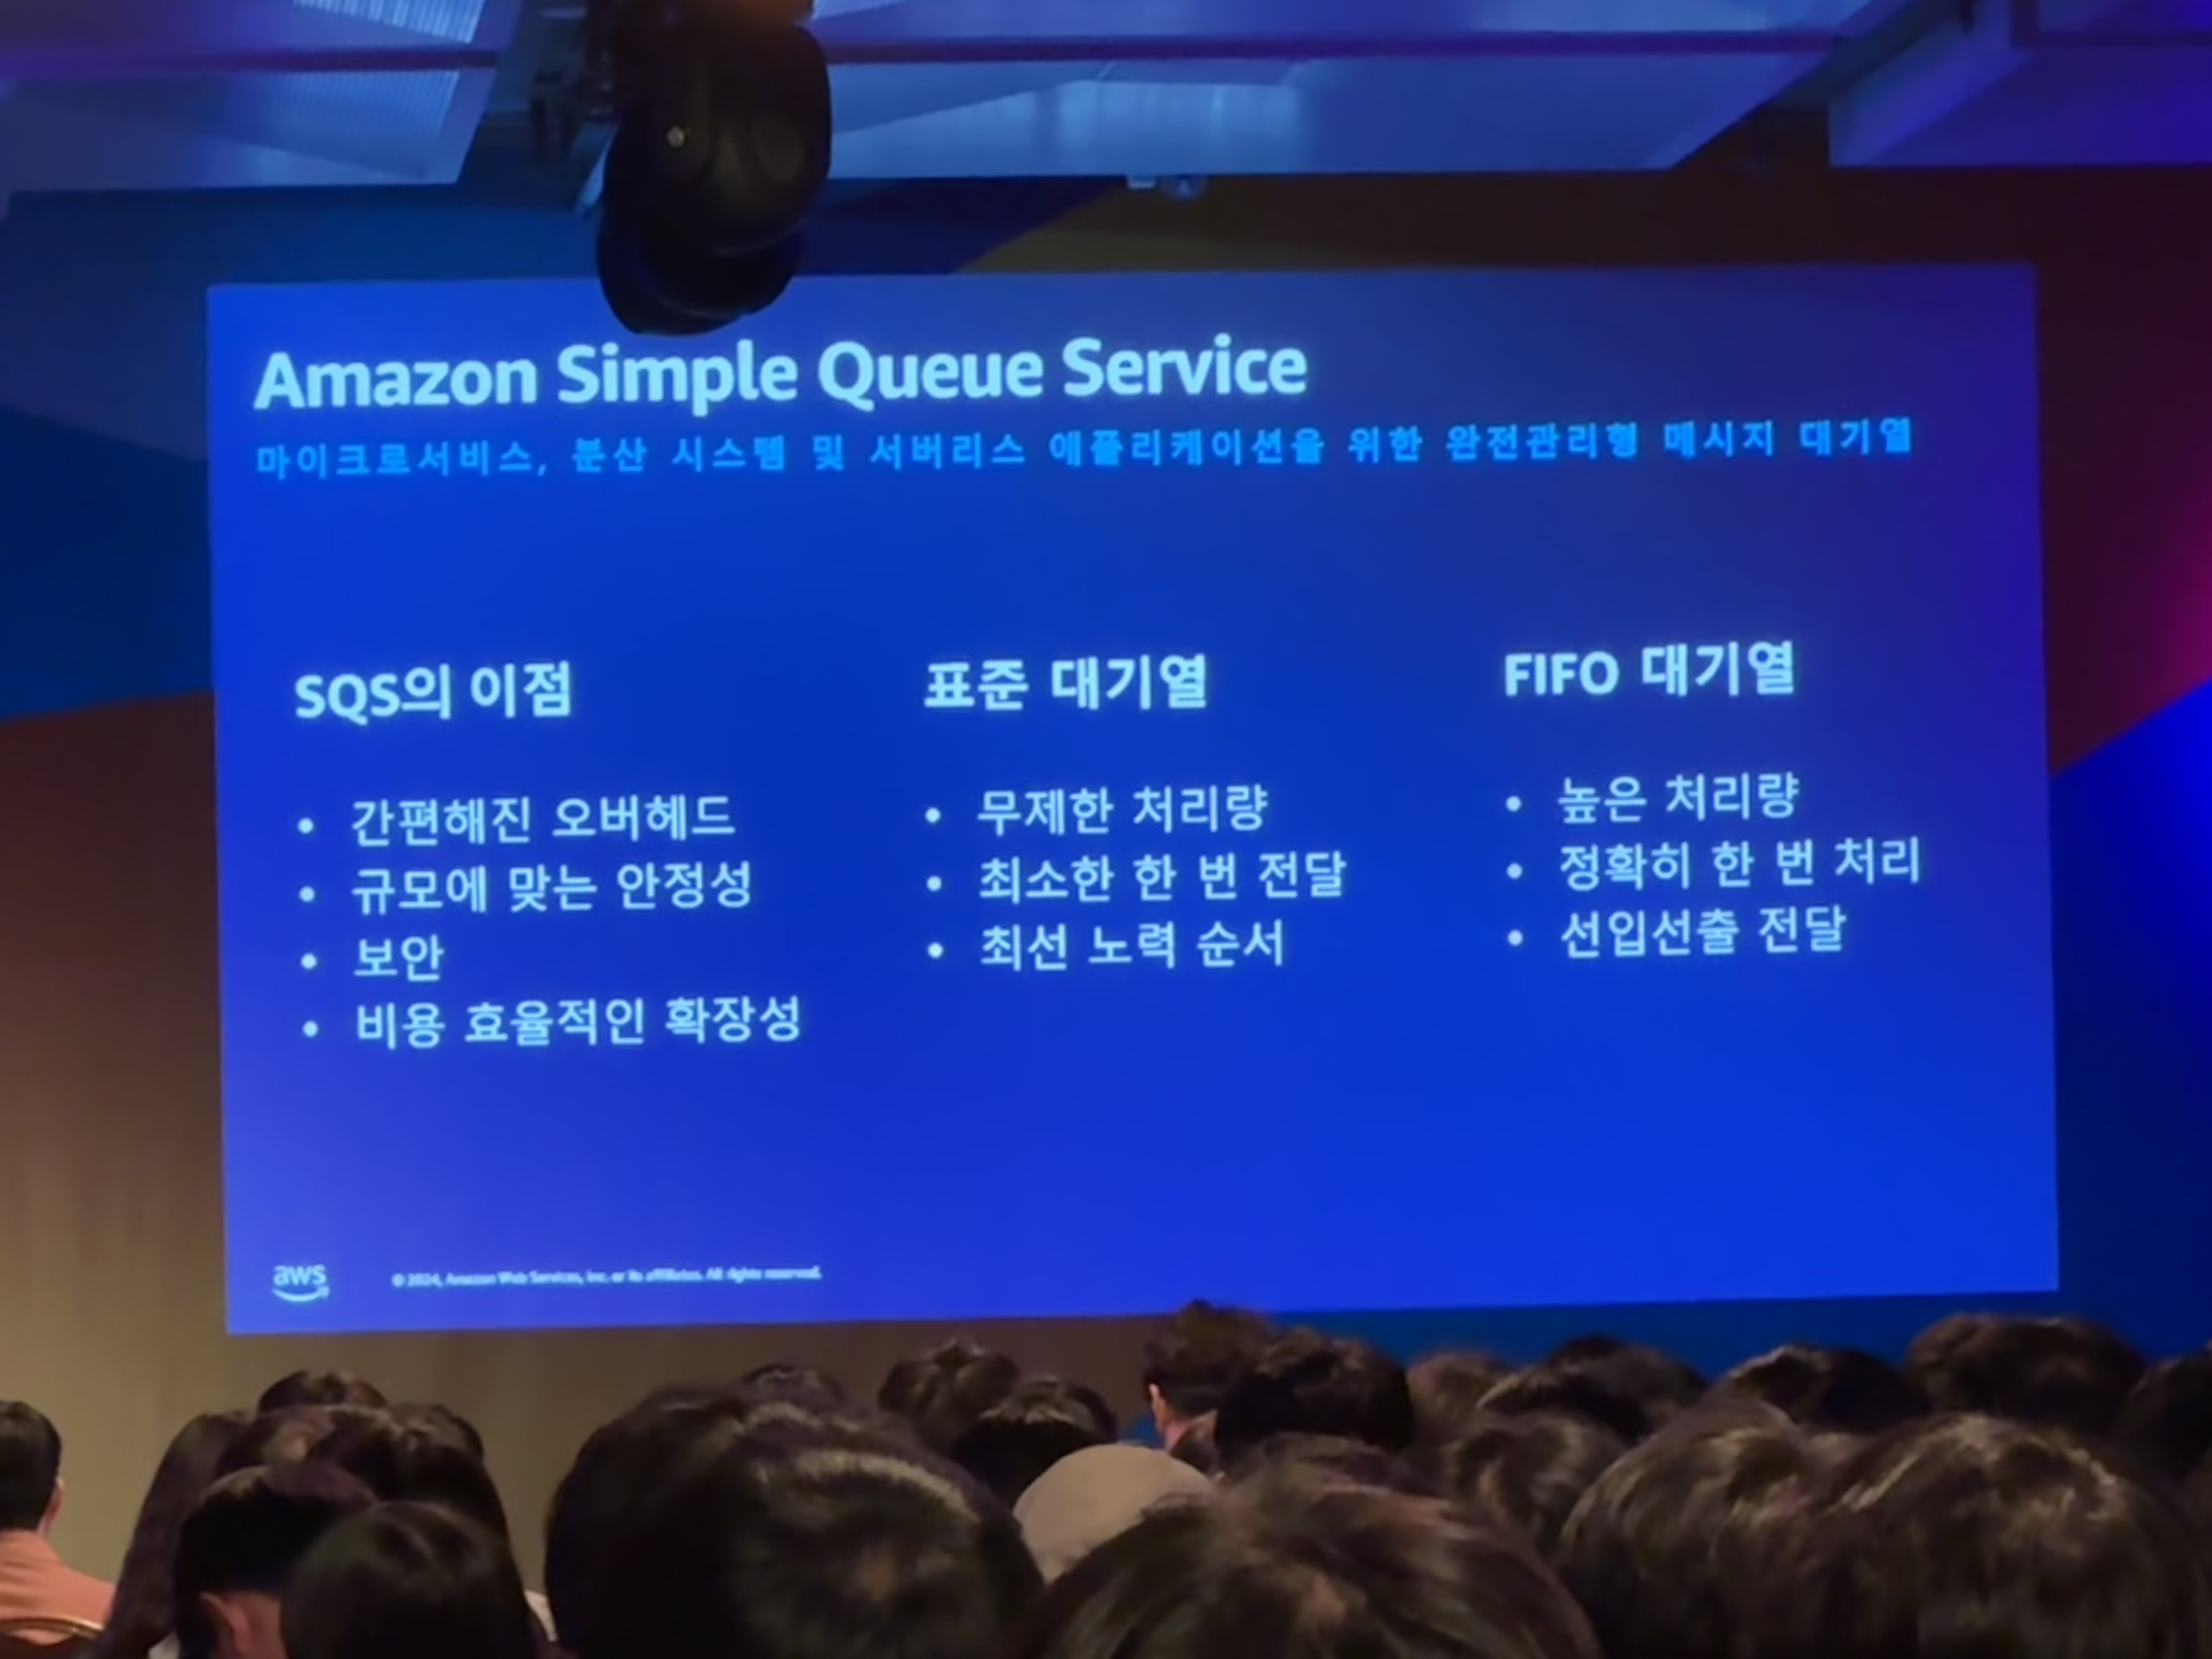 Amazon Simple Queue Service
마이크로서비스, 분산 시스템 및 서버리스 애플리케이션을 위한 완전관리형 메시지 대기열
SQS의 이점
간편해진 오버헤드
규모에 맞는 안정성
보안
비용 효율적인 확장성
표준 대기열
무제한 처리량
최소한 한 번 전달
최선 노력 순서
FIFO 대기열
높은 처리량
정확히 한 번 처리
선입선출 전달
aws
© 2024, Amazon Web Services, Inc. or its affiliates. All rights reserved.